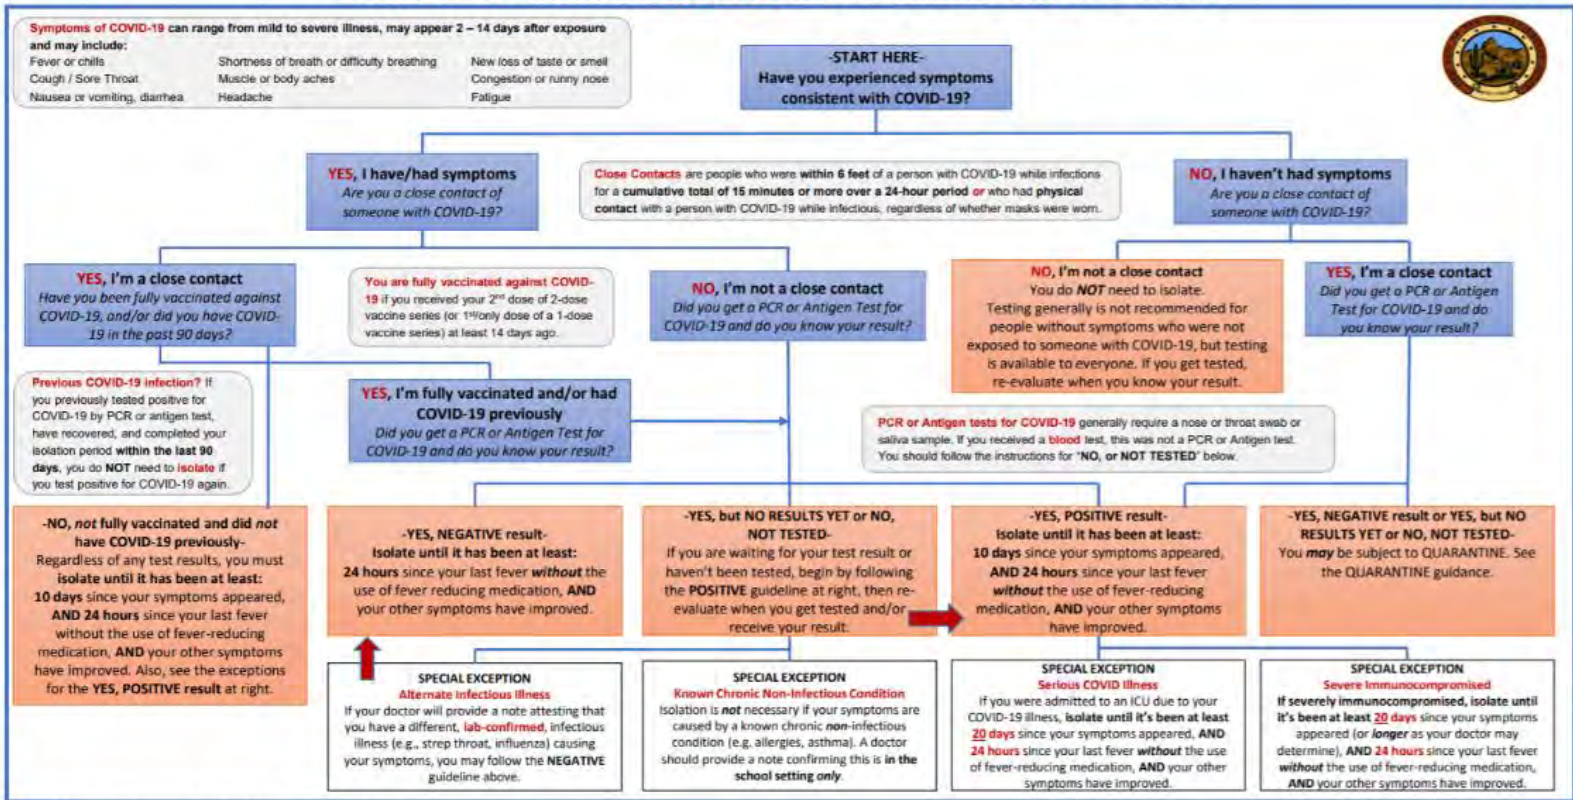 Symptoms of COVID-19 can range from mild to severe illness, may appear 2 – 14 days after exposure
and may include:
Fever or chills Shortness of breath or difficulty breathing New loss of taste or smell
Cough / Sore Throat Muscle or body aches Congestion or runny nose
Nausea or vomiting, diarrhea Headache Fatigue
-START HERE-
Have you experienced symptoms
consistent with COVID-19?
YES, I have/had symptoms
Are you a close contact of
someone with COVID-19?
Close Contacts are people who were within 6 feet of a person with COVID-19 while infections
for a cumulative total of 15 minutes or more over a 24-hour period or who had physical
contact with a person with COVID-19 while infectious, regardless of whether masks were worn.
NO, I haven't had symptoms
Are you a close contact of
someone with COVID-19?
YES, I'm a close contact
Have you been fully vaccinated against
COVID-19, and/or did you have COVID-
19 in the past 90 days?
You are fully vaccinated against COVID-
19 if you received your 2nd dose of 2-dose
vaccine series (or 1st/only dose of a 1-dose
vaccine series) at least 14 days ago.
NO, I'm not a close contact
Did you get a PCR or Antigen Test for
COVID-19 and do you know your result?
NO, I'm not a close contact
You do NOT need to isolate.
Testing generally is not recommended for
people without symptoms who were not
exposed to someone with COVID-19, but testing
is available to everyone. If you get tested,
re-evaluate when you know your result.
YES, I'm a close contact
Did you get a PCR or Antigen
Test for COVID-19 and do
you know your result?
Previous COVID-19 infection? If
you previously tested positive for
COVID-19 by PCR or antigen test,
have recovered, and completed your
isolation period within the last 90
days, you do NOT need to isolate if
you test positive for COVID-19 again.
YES, I'm fully vaccinated and/or had
COVID-19 previously
Did you get a PCR or Antigen Test for
COVID-19 and do you know your result?
PCR or Antigen tests for COVID-19 generally require a nose or throat swab or
saliva sample. If you received a blood test, this was not a PCR or Antigen test.
You should follow the instructions for "NO, or NOT TESTED" below.
-NO, not fully vaccinated and did not
have COVID-19 previously-
Regardless of any test results, you must
isolate until it has been at least:
10 days since your symptoms appeared,
AND 24 hours since your last fever
without the use of fever-reducing
medication, AND your other symptoms
have improved. Also, see the exceptions
for the YES, POSITIVE result at right.
-YES, NEGATIVE result-
Isolate until it has been at least:
24 hours since your last fever without the
use of fever reducing medication, AND
your other symptoms have improved.
-YES, but NO RESULTS YET or NO,
NOT TESTED-
If you are waiting for your test result or
haven't been tested, begin by following
the POSITIVE guideline at right, then re-
evaluate when you get tested and/or
receive your result.
-YES, POSITIVE result-
Isolate until it has been at least:
10 days since your symptoms appeared,
AND 24 hours since your last fever
without the use of fever-reducing
medication, AND your other symptoms
have improved.
-YES, NEGATIVE result or YES, but NO
RESULTS YET or NO, NOT TESTED-
You may be subject to QUARANTINE. See
the QUARANTINE guidance.
SPECIAL EXCEPTION
Alternate Infectious Illness
If your doctor will provide a note attesting that
you have a different, lab-confirmed, infectious
illness (e.g., strep throat, influenza) causing
your symptoms, you may follow the NEGATIVE
guideline above.
SPECIAL EXCEPTION
Known Chronic Non-Infectious Condition
Isolation is not necessary if your symptoms are
caused by a known chronic non-infectious
condition (e.g. allergies, asthma). A doctor
should provide a note confirming this is in the
school setting only.
SPECIAL EXCEPTION
Serious COVID Illness
If you were admitted to an ICU due to your
COVID-19 illness, isolate until it's been at least
20 days since your symptoms appeared, AND
24 hours since your last fever without the use
of fever-reducing medication, AND your other
symptoms have improved.
SPECIAL EXCEPTION
Severe Immunocompromised
If severely immunocompromised, isolate until
it's been at least 20 days since your symptoms
appeared (or longer as your doctor may
determine), AND 24 hours since your last fever
without the use of fever-reducing medication,
AND your other symptoms have improved.